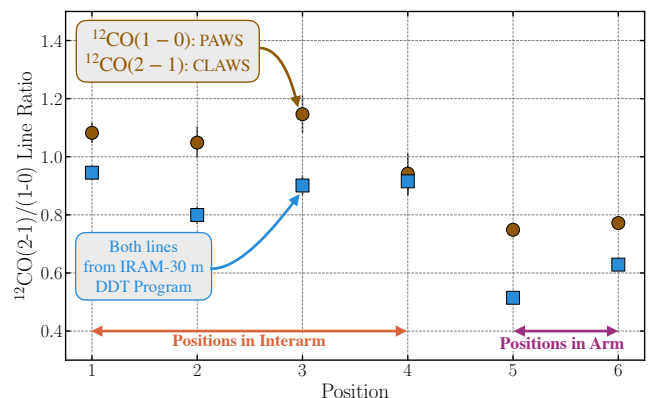 1.4
1.2
1.0
0.8
0.6
0.4
¹²CO(2-1)/(1-0) Line Ratio
¹²CO(1 − 0): PAWS
¹²CO(2 − 1): CLAWS
Both lines
from IRAM-30 m
DDT Program
Positions in Interarm
Positions in Arm
1 2 3 4 5 6
Position